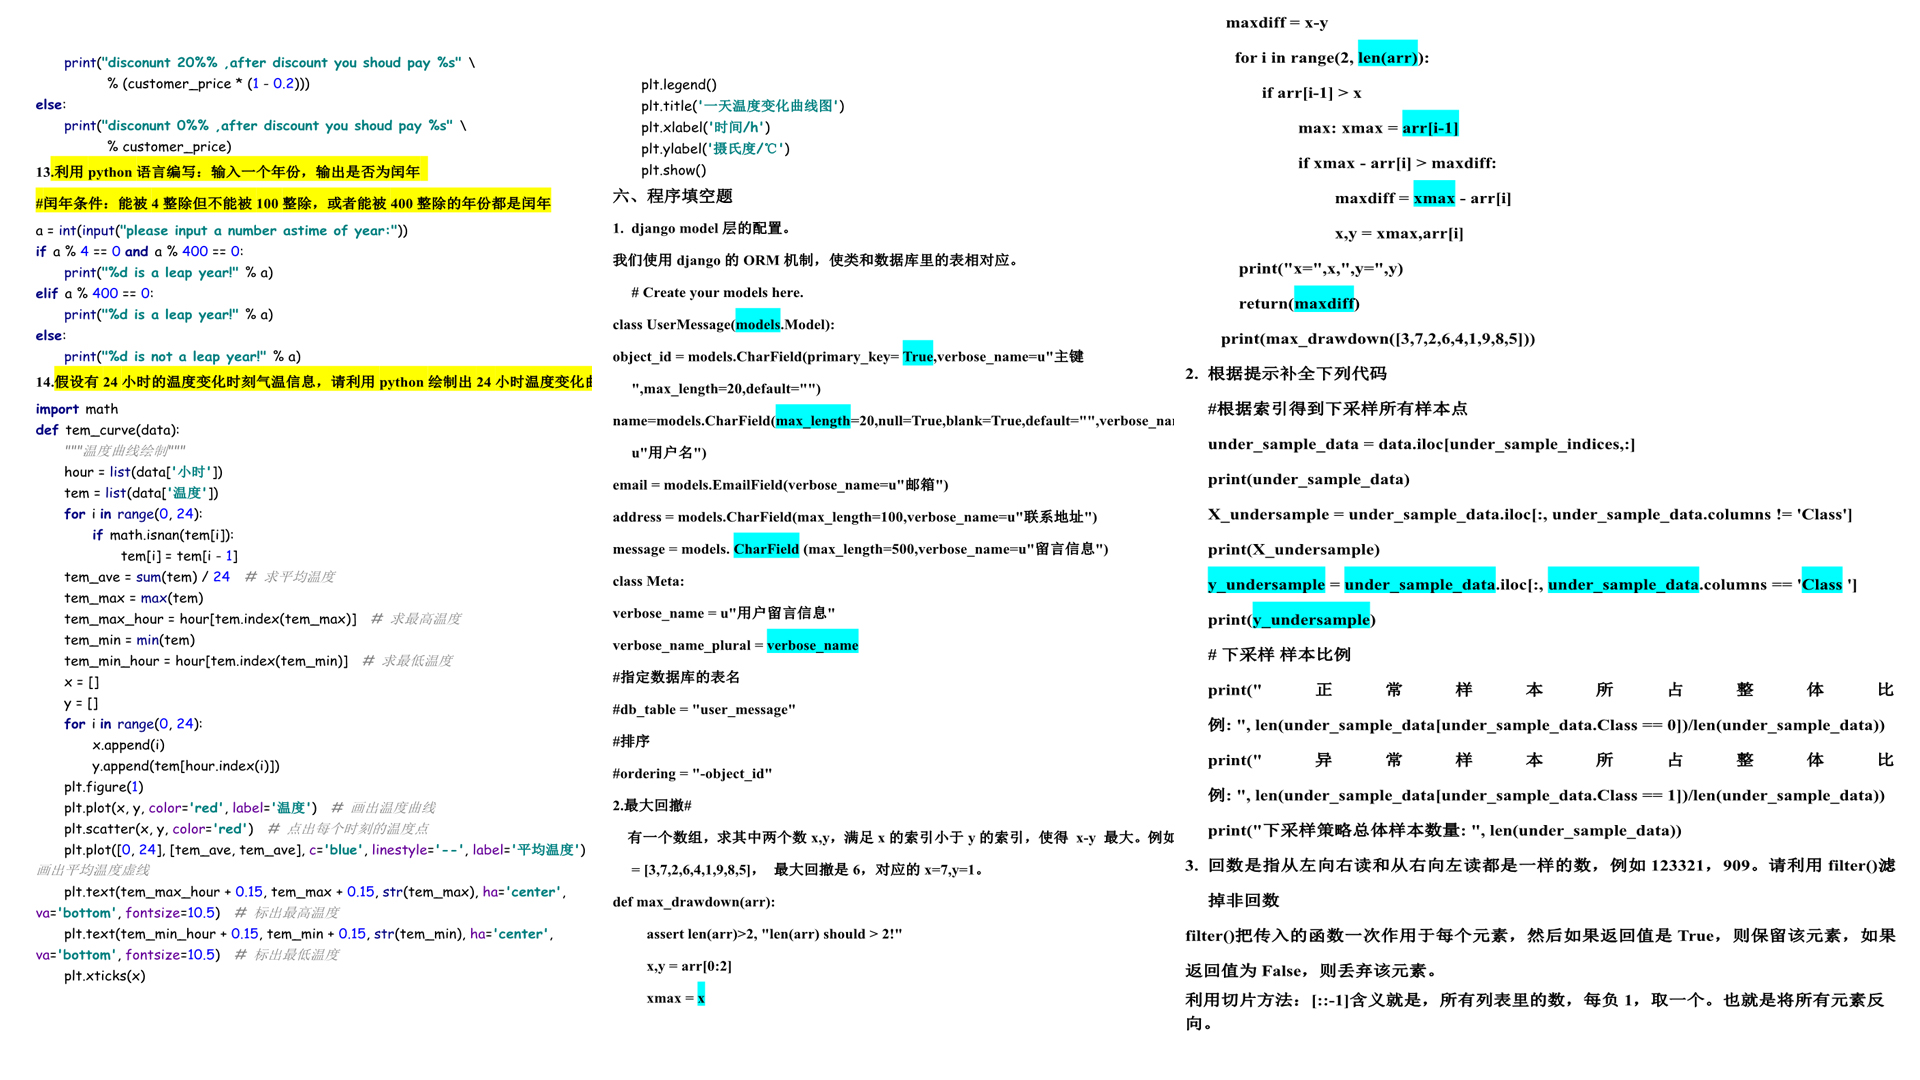 print("disconunt 20%% ,after discount you shoud pay %s" \
% (customer_price * (1 - 0.2)))
else:
print("disconunt 0%% ,after discount you shoud pay %s" \
% customer_price)
13.利用 python 语言编写：输入一个年份，输出是否为闰年
#闰年条件：能被 4 整除但不能被 100 整除，或者能被 400 整除的年份都是闰年
a = int(input("please input a number astime of year:"))
if a % 4 == 0 and a % 400 == 0:
print("%d is a leap year!" % a)
elif a % 400 == 0:
print("%d is a leap year!" % a)
else:
print("%d is not a leap year!" % a)
14.假设有 24 小时的温度变化时刻气温信息，请利用 python 绘制出 24 小时温度变化曲
import math
def tem_curve(data):
"""温度曲线绘制"""
hour = list(data['小时'])
tem = list(data['温度'])
for i in range(0, 24):
if math.isnan(tem[i]):
tem[i] = tem[i - 1]
tem_ave = sum(tem) / 24 # 求平均温度
tem_max = max(tem)
tem_max_hour = hour[tem.index(tem_max)] # 求最高温度
tem_min = min(tem)
tem_min_hour = hour[tem.index(tem_min)] # 求最低温度
x = []
y = []
for i in range(0, 24):
x.append(i)
y.append(tem[hour.index(i)])
plt.figure(1)
plt.plot(x, y, color='red', label='温度') # 画出温度曲线
plt.scatter(x, y, color='red') # 点出每个时刻的温度点
plt.plot([0, 24], [tem_ave, tem_ave], c='blue', linestyle='--', label='平均温度')
画出平均温度虚线
plt.text(tem_max_hour + 0.15, tem_max + 0.15, str(tem_max), ha='center',
va='bottom', fontsize=10.5) # 标出最高温度
plt.text(tem_min_hour + 0.15, tem_min + 0.15, str(tem_min), ha='center',
va='bottom', fontsize=10.5) # 标出最低温度
plt.xticks(x)
plt.legend()
plt.title('一天温度变化曲线图')
plt.xlabel('时间/h')
plt.ylabel('摄氏度/℃')
plt.show()
六、程序填空题
1. django model 层的配置。
我们使用 django 的 ORM 机制，使类和数据库里的表相对应。
# Create your models here.
class UserMessage(models.Model):
object_id = models.CharField(primary_key= True,verbose_name=u"主键
",max_length=20,default="")
name=models.CharField(max_length=20,null=True,blank=True,default="",verbose_na
u"用户名")
email = models.EmailField(verbose_name=u"邮箱")
address = models.CharField(max_length=100,verbose_name=u"联系地址")
message = models. CharField (max_length=500,verbose_name=u"留言信息")
class Meta:
verbose_name = u"用户留言信息"
verbose_name_plural = verbose_name
#指定数据库的表名
#db_table = "user_message"
#排序
#ordering = "-object_id"
2.最大回撤#
有一个数组，求其中两个数 x,y，满足 x 的索引小于 y 的索引，使得 x-y 最大。例如
= [3,7,2,6,4,1,9,8,5]， 最大回撤是 6，对应的 x=7,y=1。
def max_drawdown(arr):
assert len(arr)>2, "len(arr) should > 2!"
x,y = arr[0:2]
xmax = x
maxdiff = x-y
for i in range(2, len(arr)):
if arr[i-1] > x
max: xmax = arr[i-1]
if xmax - arr[i] > maxdiff:
maxdiff = xmax - arr[i]
x,y = xmax,arr[i]
print("x=",x,",y=",y)
return(maxdiff)
print(max_drawdown([3,7,2,6,4,1,9,8,5]))
2. 根据提示补全下列代码
#根据索引得到下采样所有样本点
under_sample_data = data.iloc[under_sample_indices,:]
print(under_sample_data)
X_undersample = under_sample_data.iloc[:, under_sample_data.columns != 'Class']
print(X_undersample)
y_undersample = under_sample_data.iloc[:, under_sample_data.columns == 'Class ']
print(y_undersample)
# 下采样 样本比例
print(" 正 常 样 本 所 占 整 体 比
例: ", len(under_sample_data[under_sample_data.Class == 0])/len(under_sample_data))
print(" 异 常 样 本 所 占 整 体 比
例: ", len(under_sample_data[under_sample_data.Class == 1])/len(under_sample_data))
print("下采样策略总体样本数量: ", len(under_sample_data))
3. 回数是指从左向右读和从右向左读都是一样的数，例如 123321，909。请利用 filter()滤
掉非回数
filter()把传入的函数一次作用于每个元素，然后如果返回值是 True，则保留该元素，如果
返回值为 False，则丢弃该元素。
利用切片方法：[::-1]含义就是，所有列表里的数，每负 1，取一个。也就是将所有元素反
向。